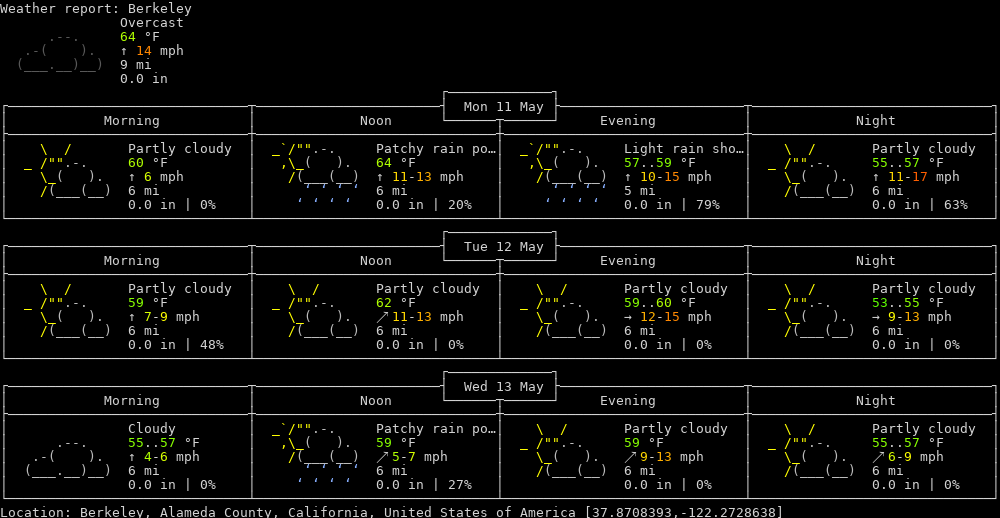 Weather report: Berkeley
Overcast
64 °F
↑ 14 mph
9 mi
0.0 in
Mon 11 May
Morning Noon Evening Night
Partly cloudy Patchy rain po… Light rain sho… Partly cloudy
60 °F 64 °F 57..59 °F 55..57 °F
↑ 6 mph ↑ 11-13 mph ↑ 10-15 mph ↑ 11-17 mph
6 mi 6 mi 5 mi 6 mi
0.0 in | 0% 0.0 in | 20% 0.0 in | 79% 0.0 in | 63%
Tue 12 May
Morning Noon Evening Night
Partly cloudy Partly cloudy Partly cloudy Partly cloudy
59 °F 62 °F 59..60 °F 53..55 °F
↑ 7-9 mph ↗ 11-13 mph → 12-15 mph → 9-13 mph
6 mi 6 mi 6 mi 6 mi
0.0 in | 48% 0.0 in | 0% 0.0 in | 0% 0.0 in | 0%
Wed 13 May
Morning Noon Evening Night
Cloudy Patchy rain po… Partly cloudy Partly cloudy
55..57 °F 59 °F 59 °F 55..57 °F
↑ 4-6 mph ↗ 5-7 mph ↗ 9-13 mph ↗ 6-9 mph
6 mi 6 mi 6 mi 6 mi
0.0 in | 0% 0.0 in | 27% 0.0 in | 0% 0.0 in | 0%
Location: Berkeley, Alameda County, California, United States of America [37.8708393,-122.2728638]